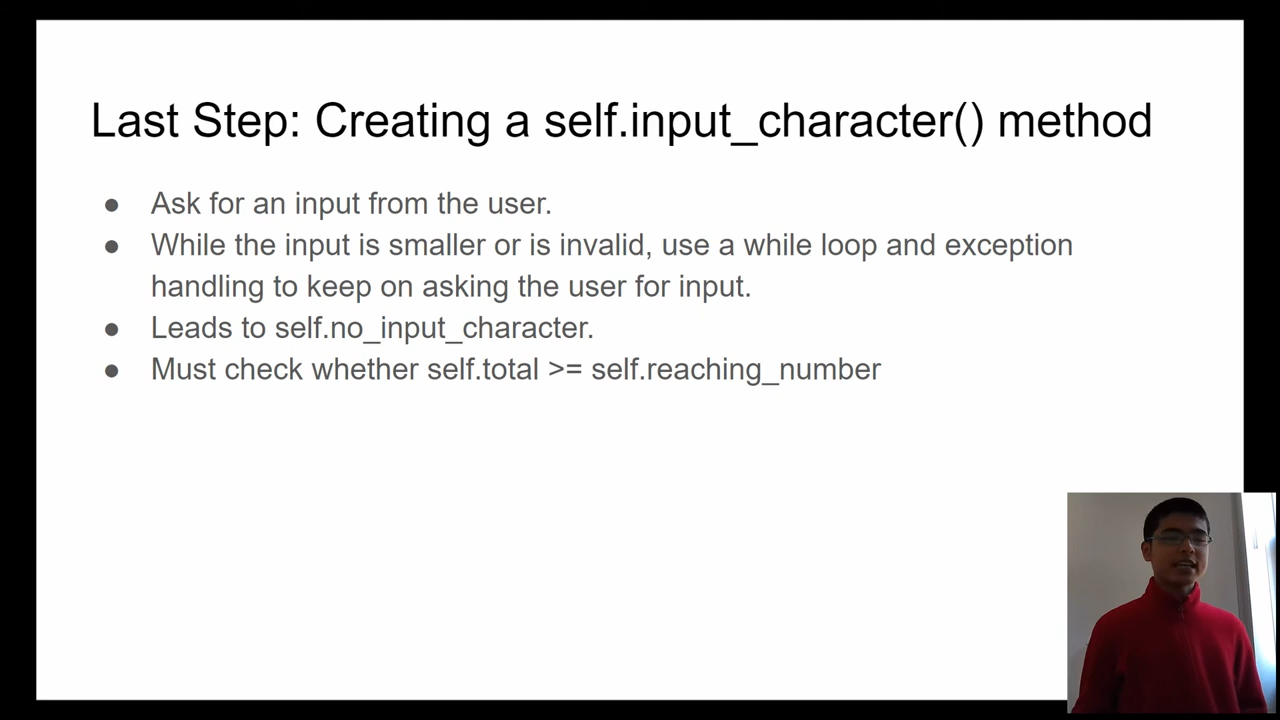 Last Step: Creating a self.input_character() method
● Ask for an input from the user.
● While the input is smaller or is invalid, use a while loop and exception
handling to keep on asking the user for input.
● Leads to self.no_input_character.
● Must check whether self.total >= self.reaching_number